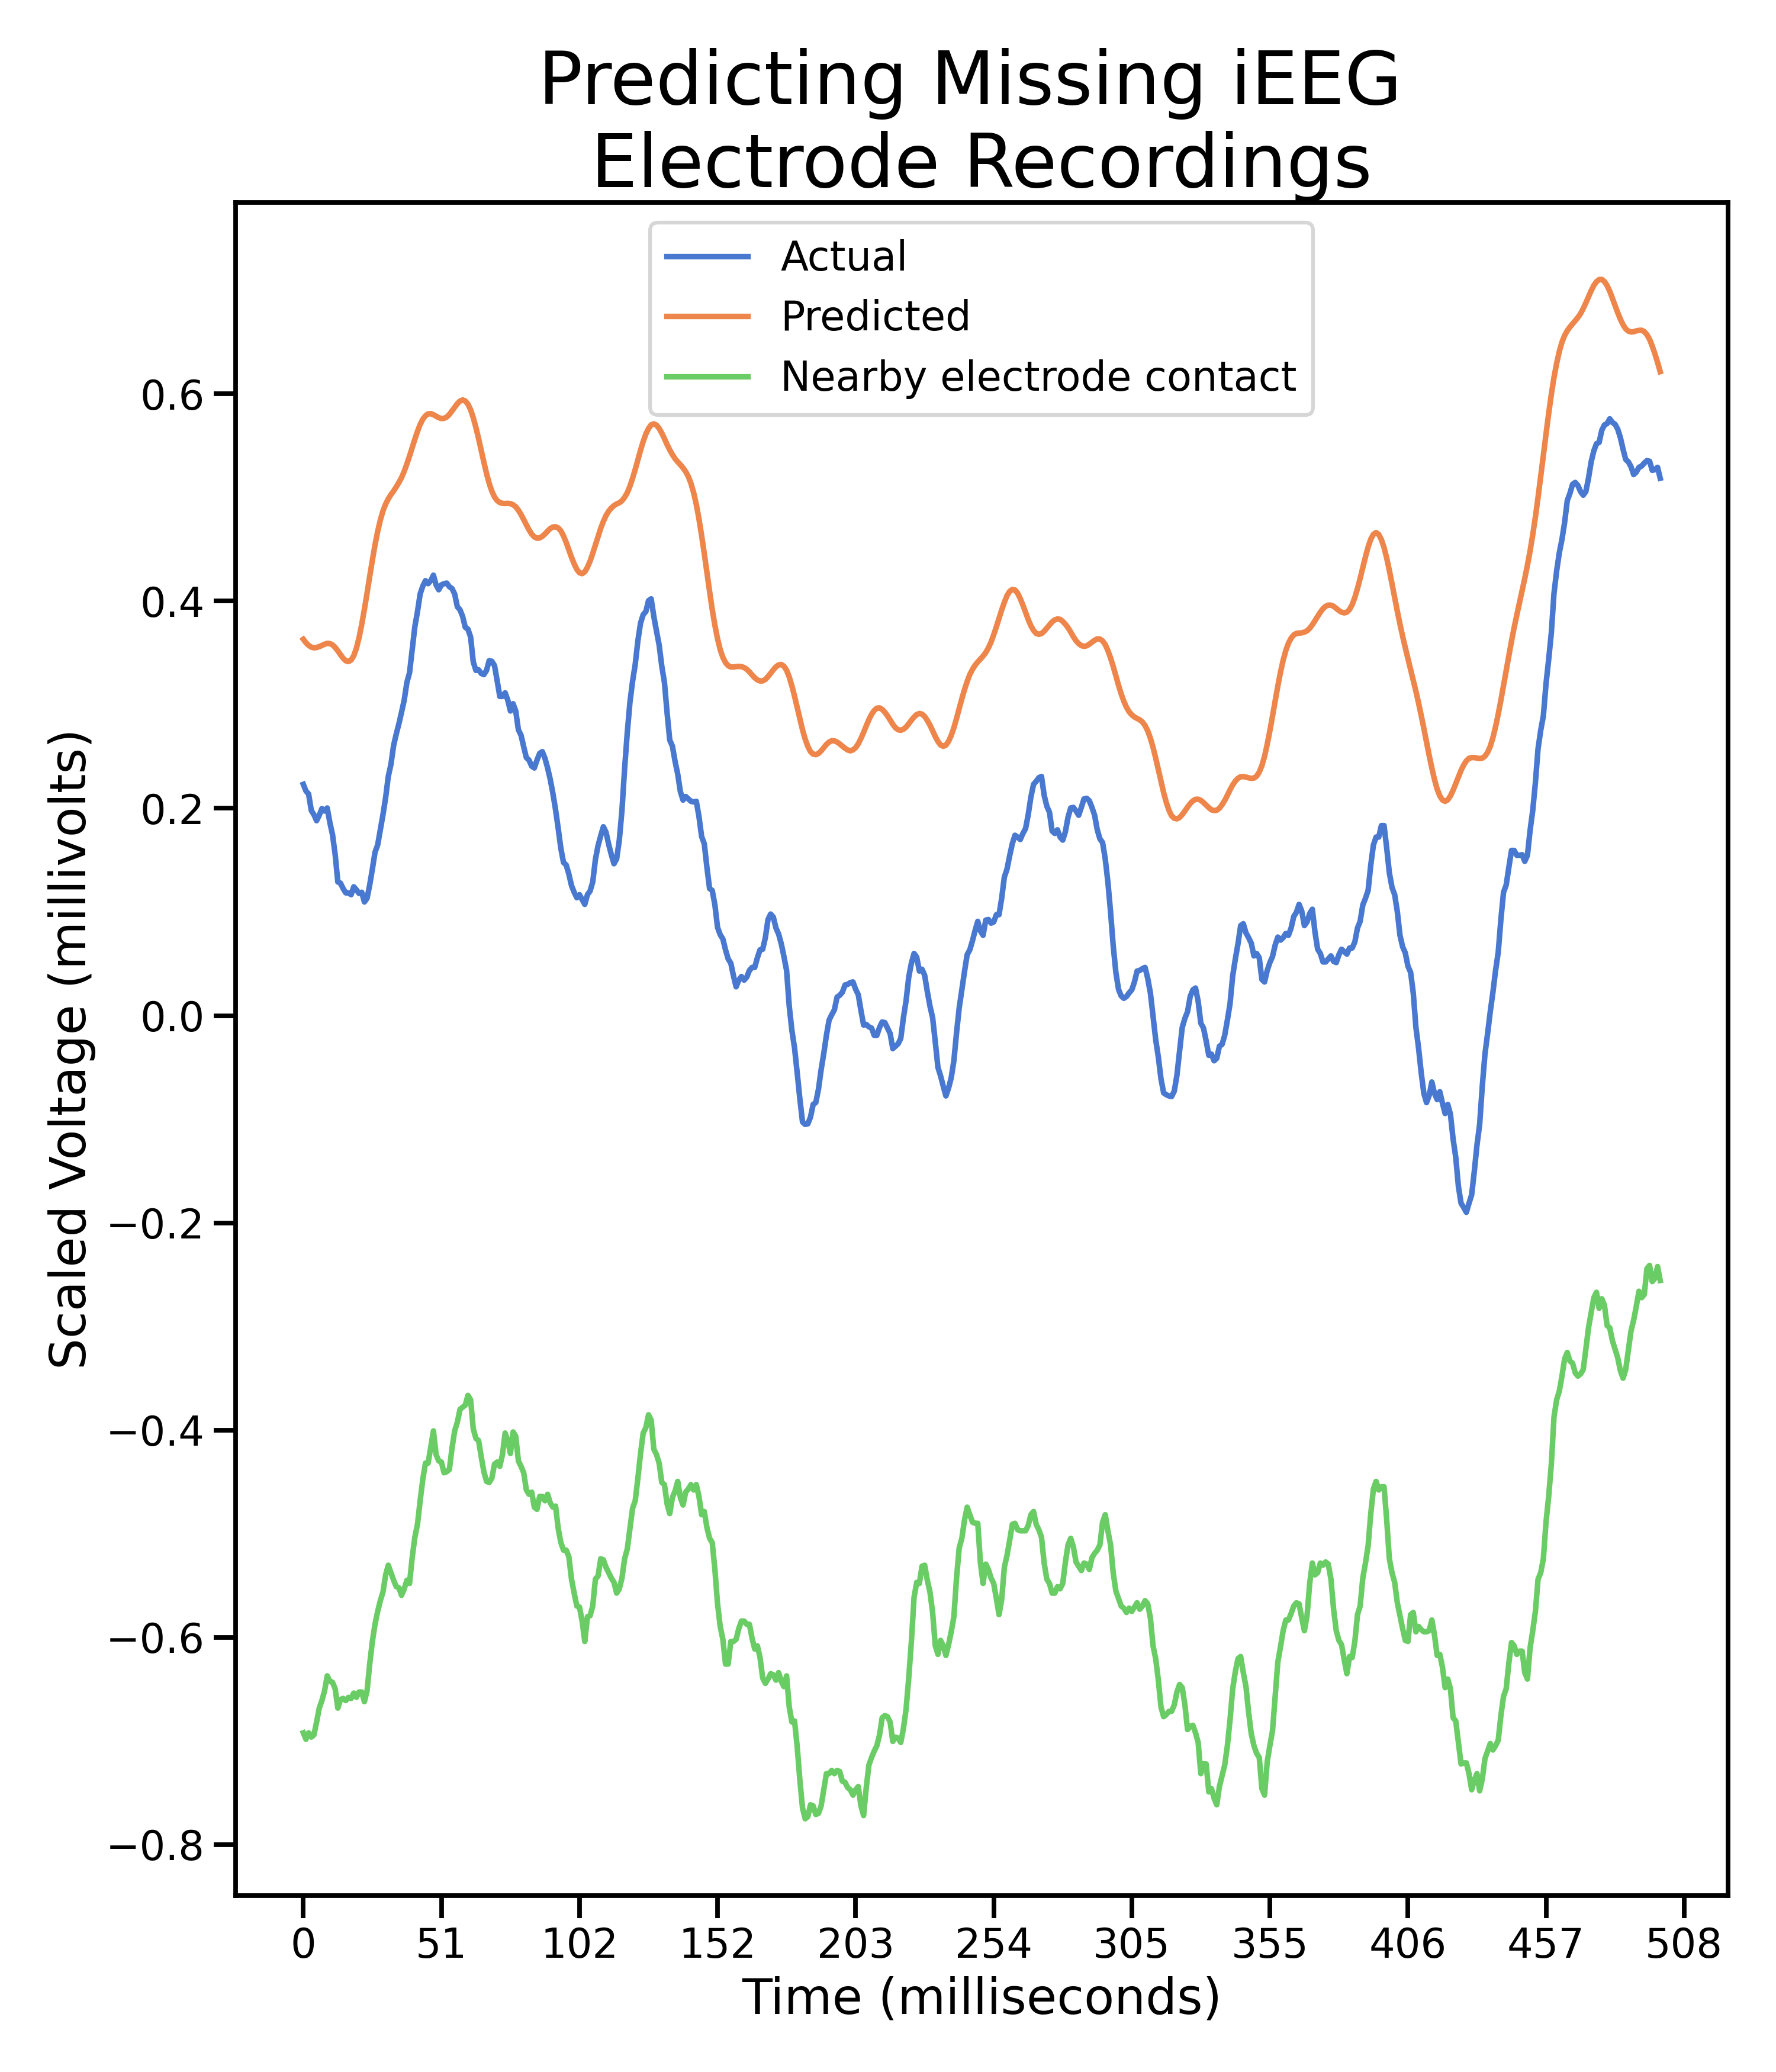 Predicting Missing iEEG
Electrode Recordings
Actual
Predicted
Nearby electrode contact
Scaled Voltage (millivolts)
0.6
0.4
0.2
0.0
−0.2
−0.4
−0.6
−0.8
0 51 102 152 203 254 305 355 406 457 508
Time (milliseconds)